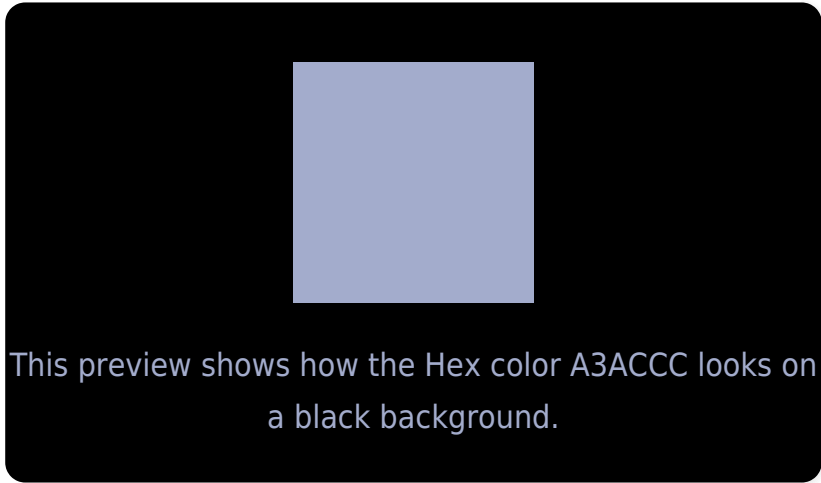 This preview shows how the Hex color A3ACCC looks on
a black background.